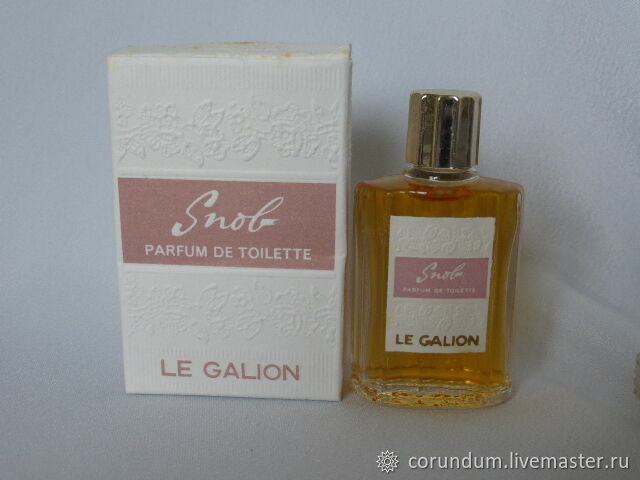 Snob
PARFUM DE TOILETTE
LE GALION
Snob
PARFUM DE TOILETTE
LE GALION
corundum.livemaster.ru